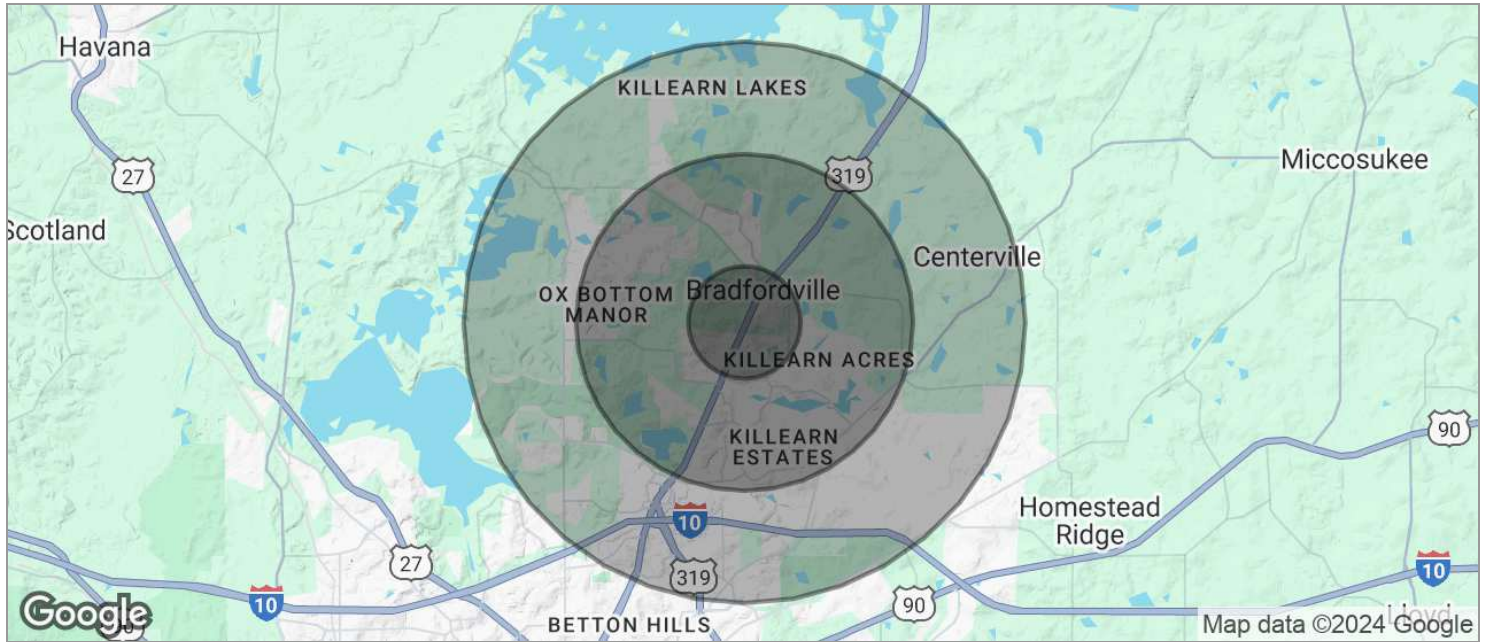 Havana
KILLEARN LAKES
27
319
Miccosukee
Scotland
Centerville
OX BOTTOM
MANOR
Bradfordville
KILLEARN ACRES
KILLEARN
ESTATES
90
Homestead
Ridge
10
27
319
10
90
10
Google
BETTON HILLS
Map data ©2024 Google
Lloyd